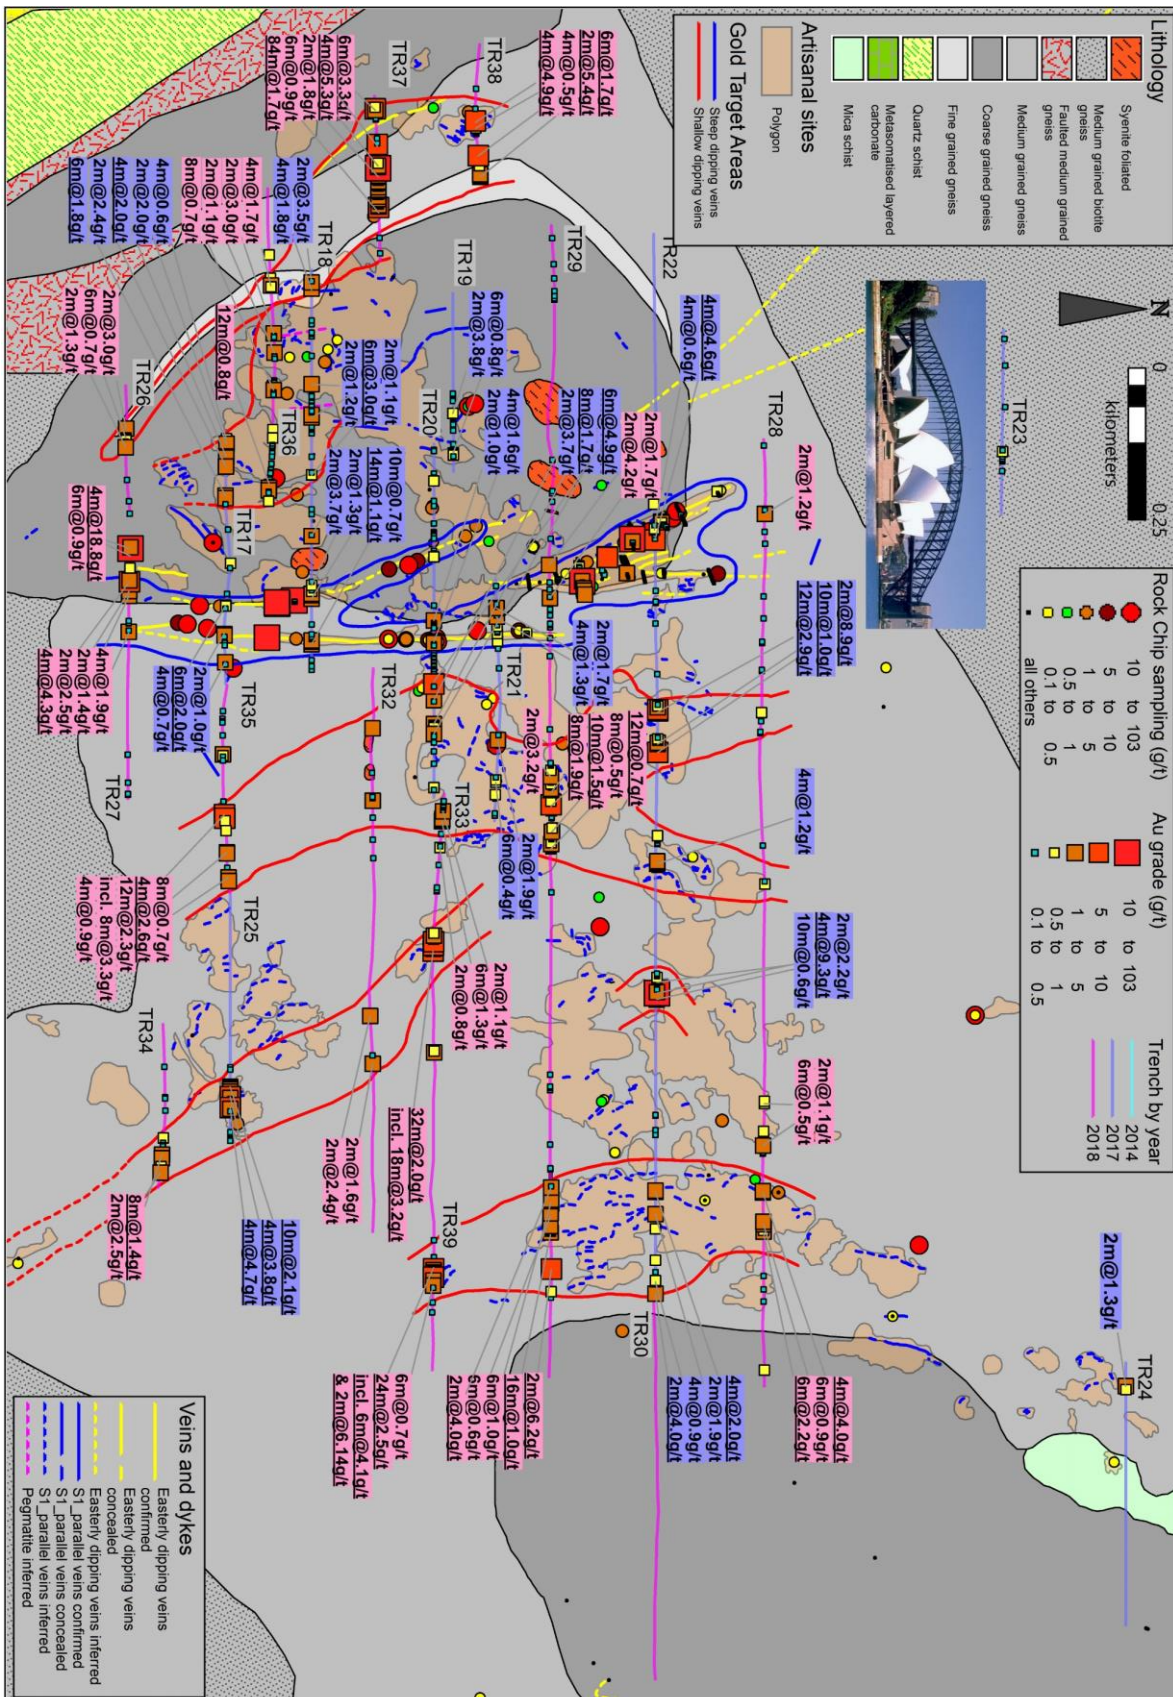 Lithology
Syenite foliated
Medium grained biotite
gneiss
Faulted medium grained
gneiss
Medium grained gneiss
Coarse grained gneiss
Fine grained gneiss
Quartz schist
Metasomatised layered
carbonate
Mica schist
Artisanal sites
Polygon
Gold Target Areas
Steep dipping veins
Shallow dipping veins
N
0
0.25
kilometers
Rock Chip sampling (g/t)
10 to 103
5 to 10
1 to 5
0.5 to 1
0.1 to 0.5
all others
Au grade (g/t)
10 to 103
5 to 10
1 to 5
0.5 to 1
0.1 to 0.5
Trench by year
2014
2017
2018
TR23
TR24
2m@1.3g/t
TR28
2m@1.2g/t
2m@8.9g/t
10m@1.0g/t
12m@2.9g/t
4m@1.2g/t
2m@2.2g/t
4m@9.3g/t
10m@0.6g/t
2m@1.1g/t
6m@0.5g/t
4m@4.0g/t
6m@0.9g/t
6m@2.2g/t
TR22
4m@4.6g/t
4m@0.6g/t
2m@1.7g/t
2m@4.2g/t
TR30
4m@2.0g/t
2m@1.9g/t
4m@0.9g/t
2m@4.0g/t
TR29
6m@4.9g/t
8m@1.7g/t
2m@3.7g/t
12m@0.7g/t
8m@0.5g/t
10m@1.5g/t
8m@1.9g/t
2m@3.2g/t
2m@6.2g/t
16m@1.0g/t
6m@1.0g/t
6m@0.6g/t
2m@4.0g/t
TR38
6m@1.7g/t
2m@5.4g/t
4m@0.5g/t
4m@4.9g/t
TR19
6m@0.8g/t
2m@3.8g/t
TR21
4m@1.6g/t
2m@1.0g/t
2m@1.7g/t
4m@1.3g/t
2m@1.9g/t
6m@0.4g/t
TR20
TR33
2m@1.1g/t
6m@1.3g/t
2m@0.8g/t
32m@2.0g/t
incl. 18m@3.2g/t
TR39
6m@0.7g/t
24m@2.5g/t
incl. 6m@4.1g/t
& 2m@6.14g/t
TR37
6m@3.3g/t
4m@5.3g/t
2m@1.8g/t
6m@0.9g/t
84m@1.7g/t
TR32
2m@1.6g/t
2m@2.4g/t
TR18
2m@3.5g/t
4m@1.8g/t
2m@1.1g/t
6m@3.0g/t
2m@1.2g/t
10m@0.7g/t
14m@1.1g/t
2m@1.3g/t
2m@3.7g/t
TR36
4m@1.7g/t
2m@3.0g/t
2m@1.1g/t
8m@0.7g/t
12m@0.8g/t
TR17
4m@0.6g/t
2m@2.0g/t
4m@2.0g/t
2m@2.4g/t
6m@1.8g/t
TR35
2m@1.0g/t
6m@2.0g/t
4m@0.7g/t
8m@0.7g/t
4m@2.6g/t
12m@2.3g/t
incl. 8m@3.3g/t
4m@0.9g/t
TR25
10m@2.1g/t
4m@3.8g/t
4m@4.7g/t
TR34
8m@1.4g/t
2m@2.5g/t
TR26
2m@3.0g/t
6m@0.7g/t
2m@1.3g/t
4m@18.8g/t
6m@0.9g/t
TR27
4m@1.9g/t
2m@1.4g/t
2m@2.5g/t
4m@4.3g/t
Veins and dykes
Easterly dipping veins
confirmed
Easterly dipping veins
concealed
Easterly dipping veins inferred
S1_parallel veins confirmed
S1_parallel veins concealed
S1_parallel veins inferred
Pegmatite inferred